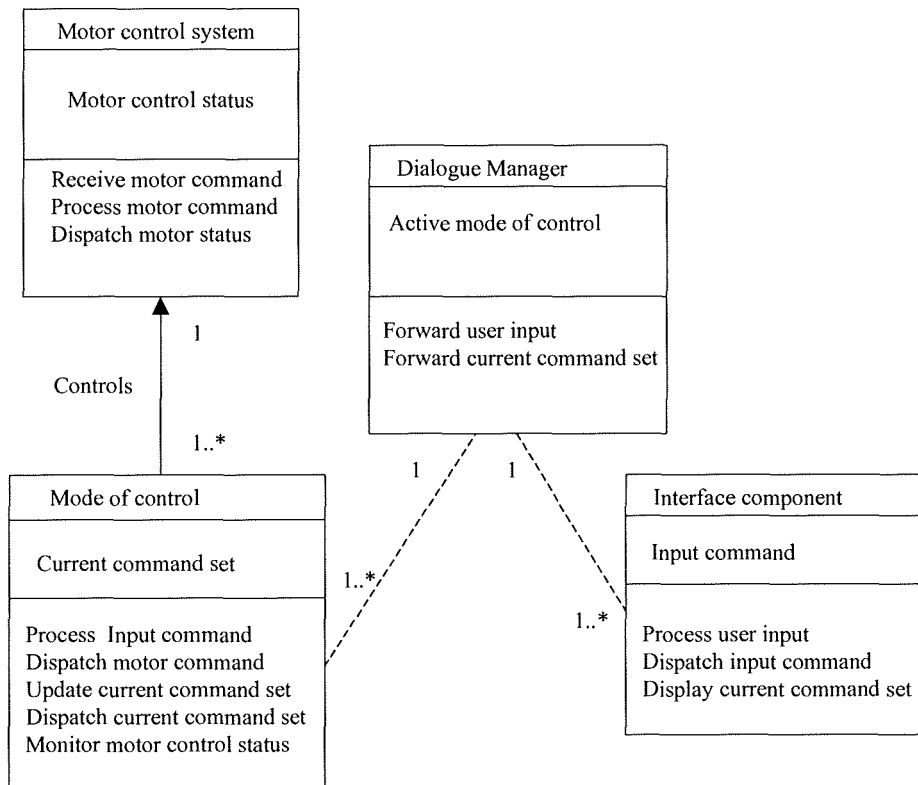 Motor control system
Motor control status
Receive motor command
Process motor command
Dispatch motor status
Dialogue Manager
Active mode of control
Forward user input
Forward current command set
1
Controls
1..*
1
1
1..*
1..*
Mode of control
Current command set
Process Input command
Dispatch motor command
Update current command set
Dispatch current command set
Monitor motor control status
Interface component
Input command
Process user input
Dispatch input command
Display current command set